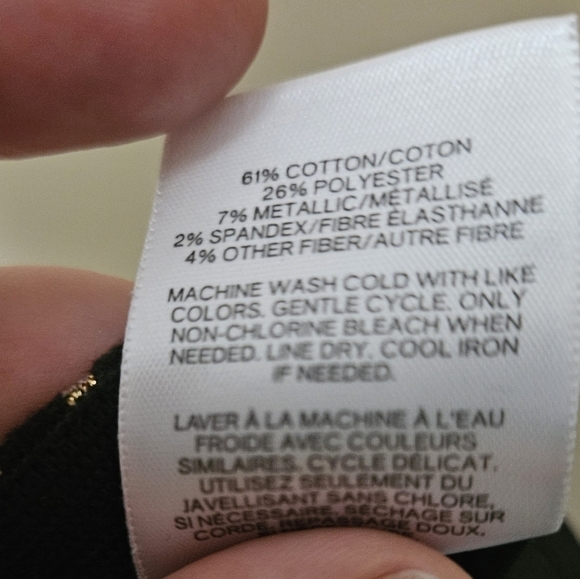 61% COTTON/COTON
26% POLYESTER
7% METALLIC/MÉTALLISÉ
2% SPANDEX/FIBRE ÉLASTHANNE
4% OTHER FIBER/AUTRE FIBRE
MACHINE WASH COLD WITH LIKE
COLORS. GENTLE CYCLE. ONLY
NON-CHLORINE BLEACH WHEN
NEEDED. LINE DRY. COOL IRON
IF NEEDED.
LAVER À LA MACHINE À L'EAU
FROIDE AVEC COULEURS
SIMILAIRES. CYCLE DÉLICAT.
UTILISEZ SEULEMENT DU
JAVELLISANT SANS CHLORE,
SI NÉCESSAIRE. SÉCHAGE SUR
CORDE. REPASSAGE DOUX,